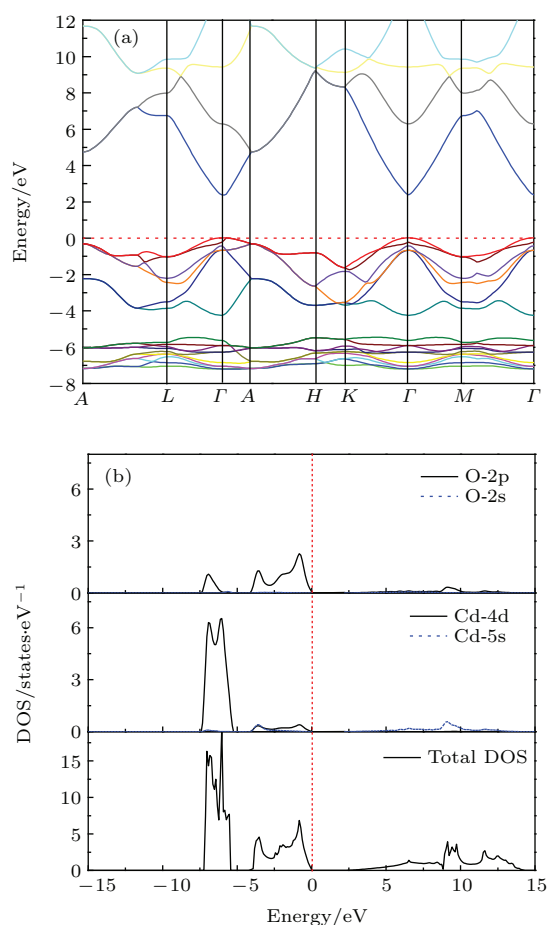 (a)
Energy/eV
12
10
8
6
4
2
0
−2
−4
−6
−8
A L Γ A H K Γ M Γ
(b)
DOS/states·eV⁻¹
O-2p
O-2s
6
3
0
Cd-4d
Cd-5s
6
3
0
Total DOS
15
10
5
0
−15 −10 −5 0 5 10 15
Energy/eV